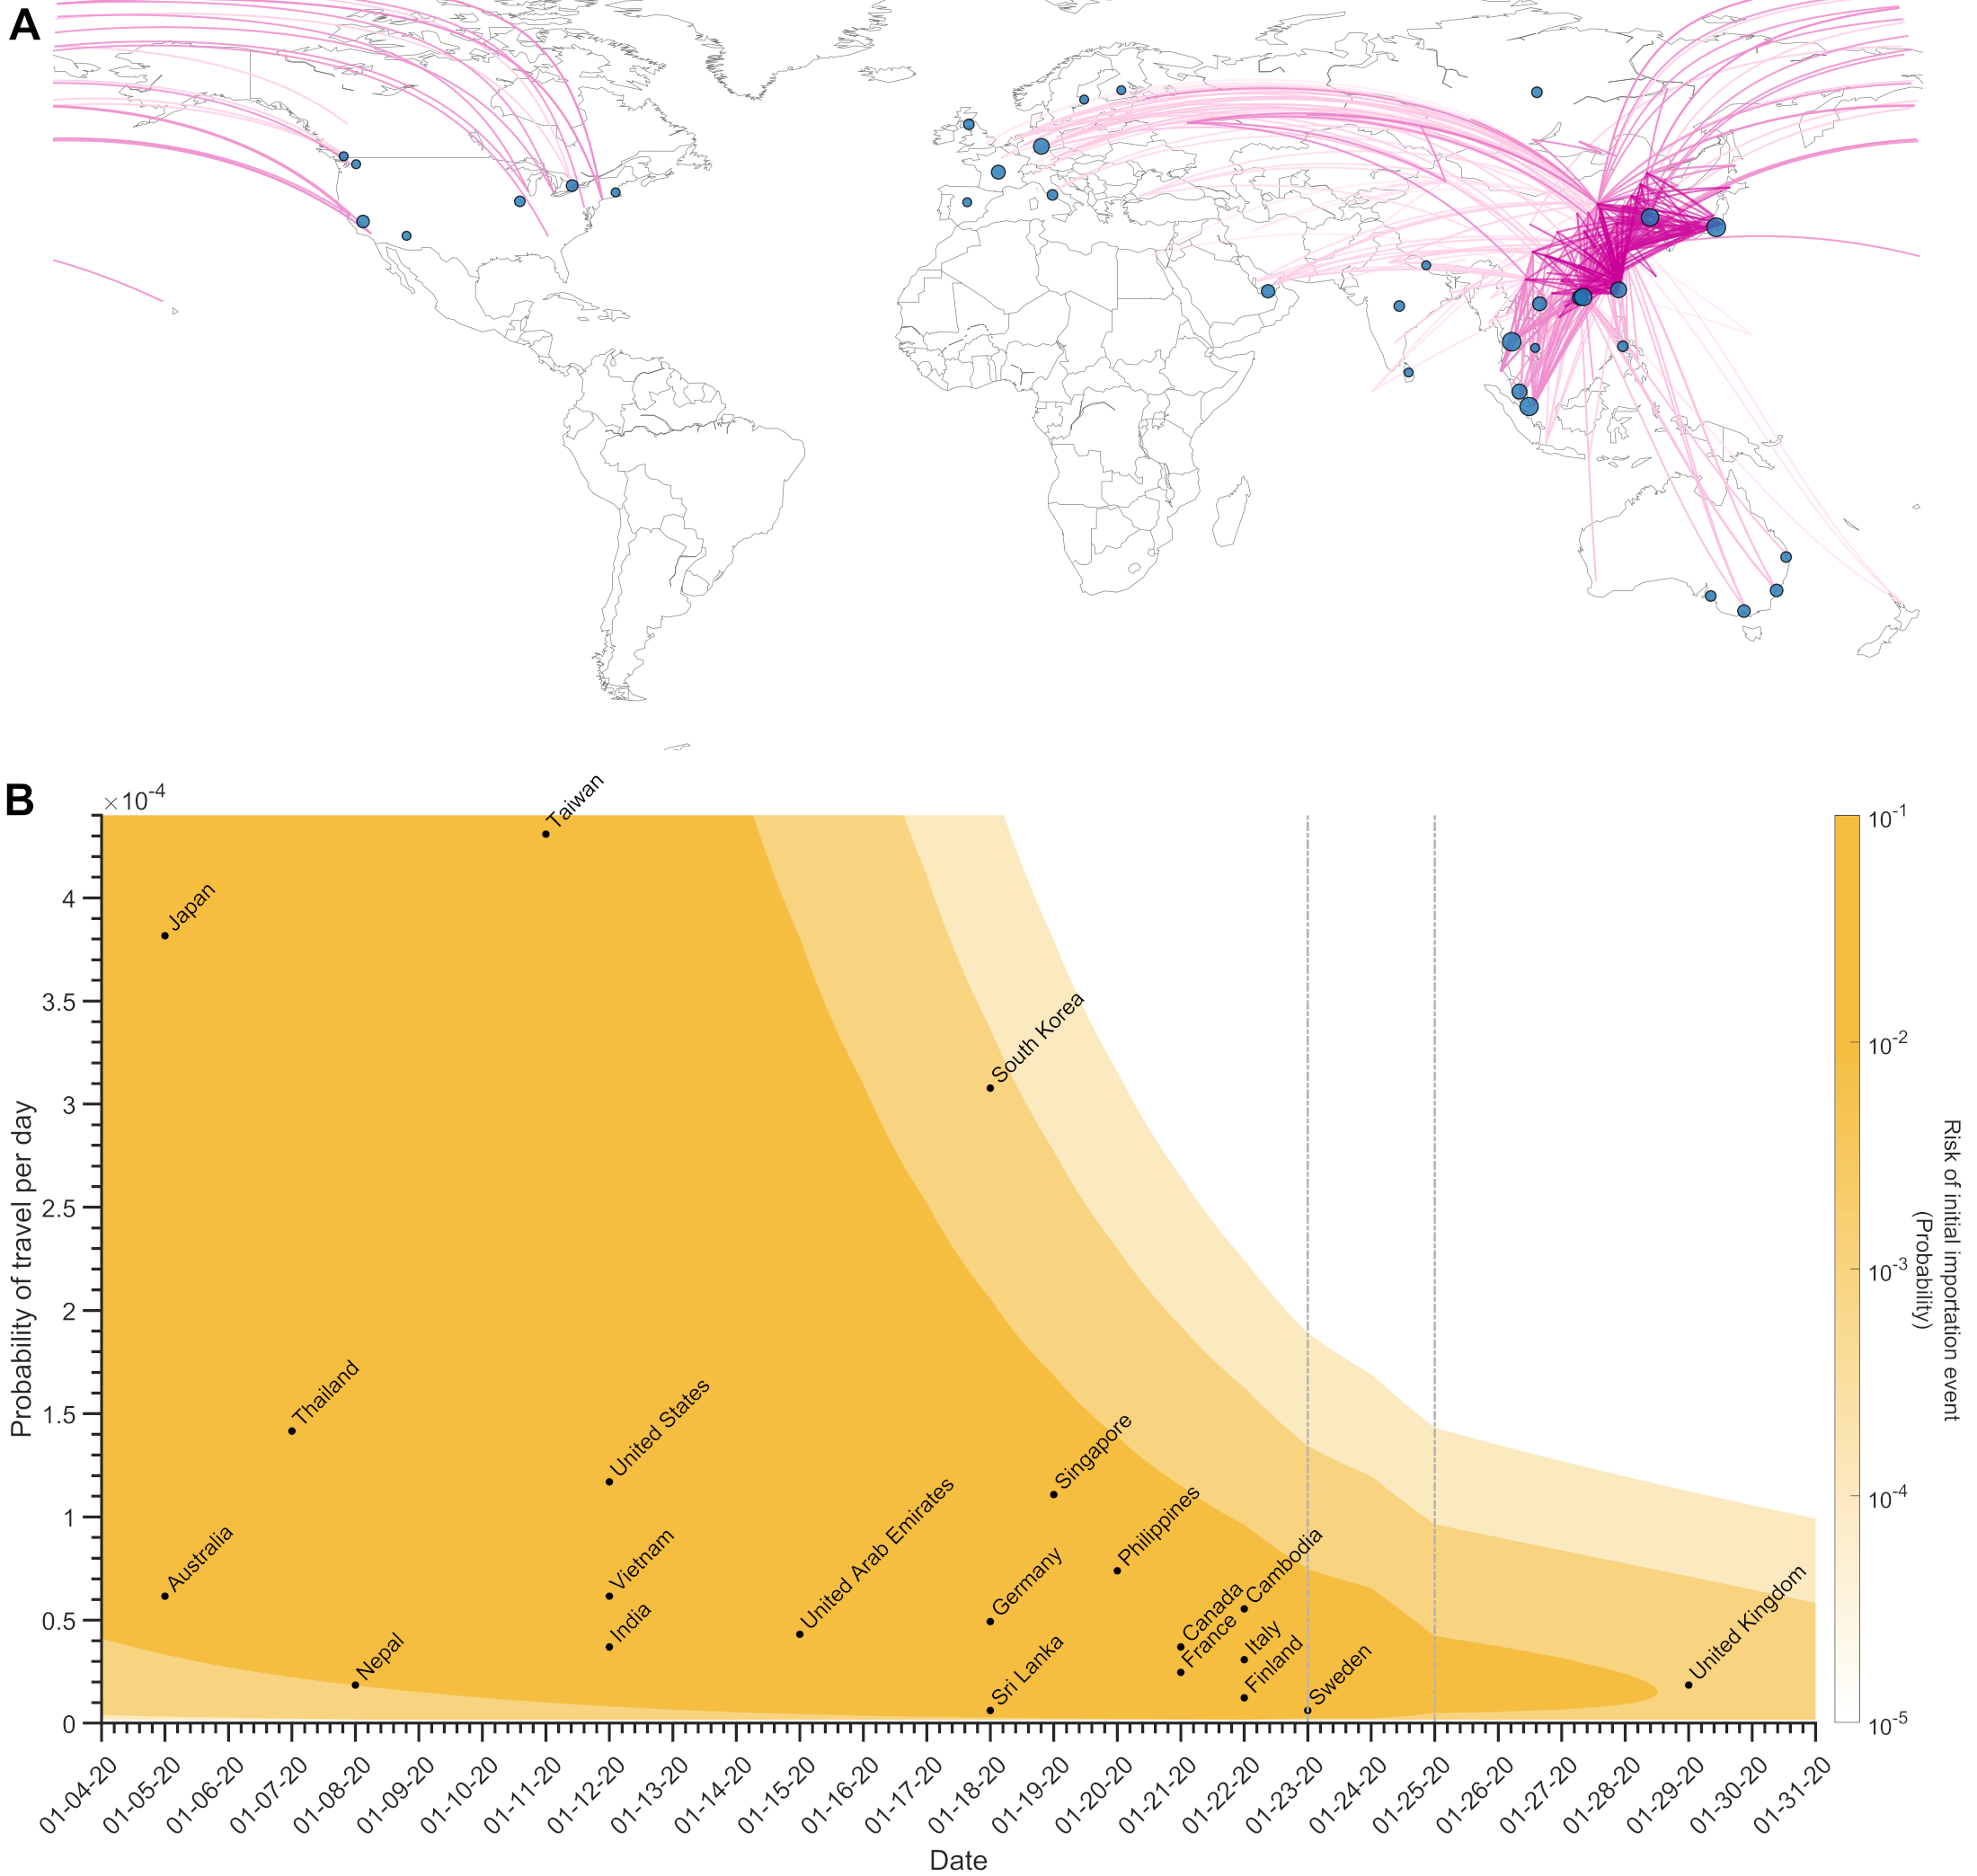 A
B
×10-4
Taiwan
Japan
South Korea
Thailand
United States
Singapore
Philippines
Australia
Vietnam
United Arab Emirates
Germany
Cambodia
India
Canada
France
Italy
Nepal
Sri Lanka
Finland
Sweden
United Kingdom
4
3.5
3
2.5
2
1.5
1
0.5
0
Probability of travel per day
01-04-20
01-05-20
01-06-20
01-07-20
01-08-20
01-09-20
01-10-20
01-11-20
01-12-20
01-13-20
01-14-20
01-15-20
01-16-20
01-17-20
01-18-20
01-19-20
01-20-20
01-21-20
01-22-20
01-23-20
01-24-20
01-25-20
01-26-20
01-27-20
01-28-20
01-29-20
01-30-20
01-31-20
Date
10-1
10-2
10-3
10-4
10-5
Risk of initial importation event
(Probability)